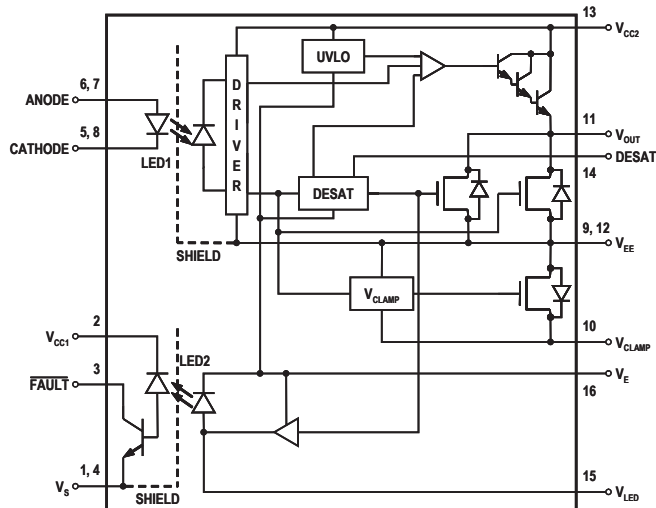 13
VCC2
UVLO
DRIVER
6, 7
ANODE
5, 8
CATHODE
LED1
11
VOUT
DESAT
14
DESAT
9, 12
VEE
SHIELD
VCLAMP
10
VCLAMP
2
VCC1
LED2
3
FAULT
VE
16
1, 4
VS
SHIELD
15
VLED